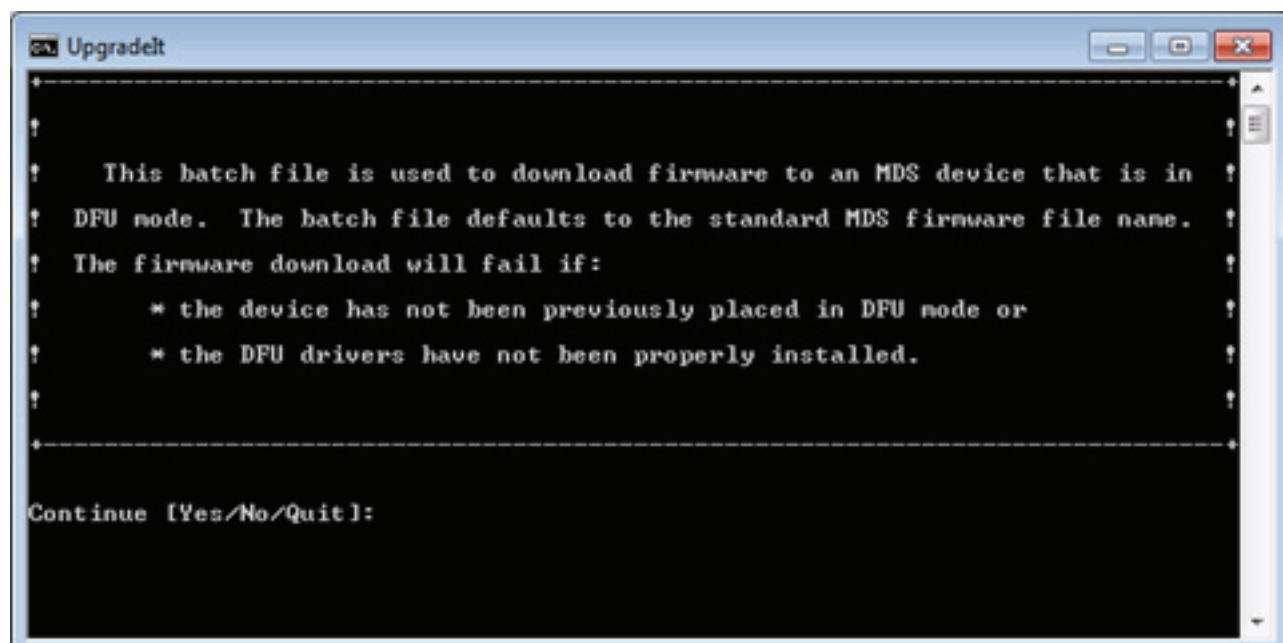 UpgradeIt
This batch file is used to download firmware to an MDS device that is in
DFU mode. The batch file defaults to the standard MDS firmware file name.
The firmware download will fail if:
* the device has not been previously placed in DFU mode or
* the DFU drivers have not been properly installed.
Continue [Yes/No/Quit]: